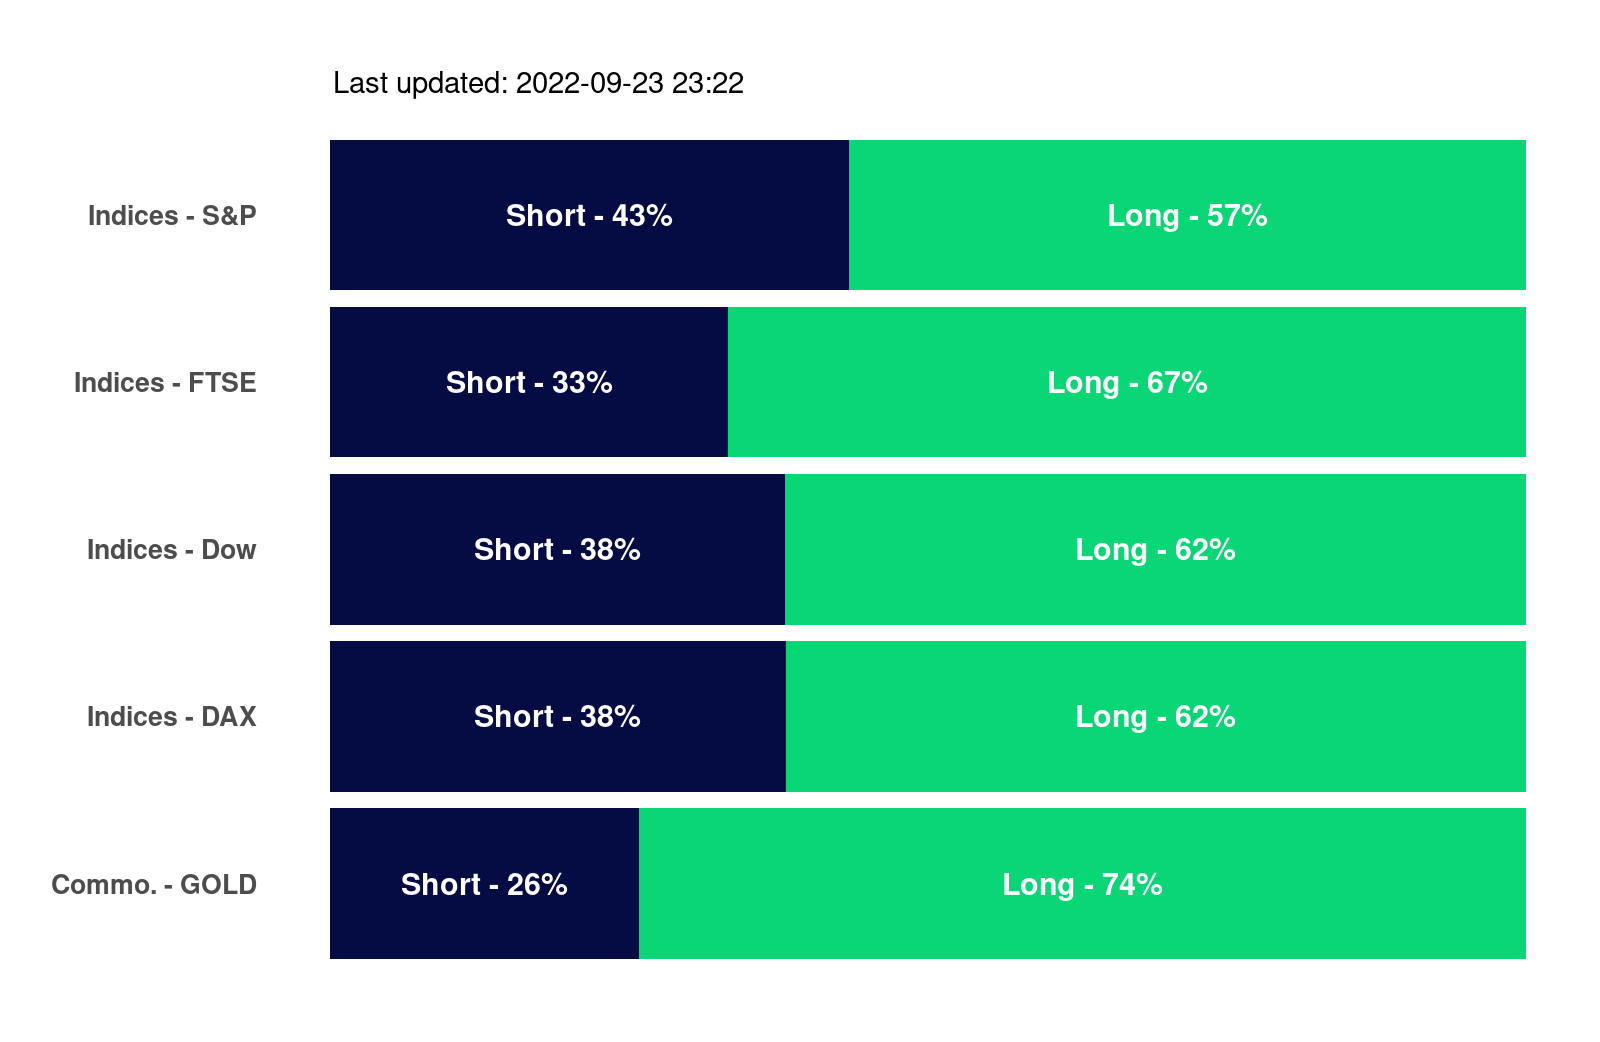 Last updated: 2022-09-23 23:22
Indices - S&P
Short - 43%
Long - 57%
Indices - FTSE
Short - 33%
Long - 67%
Indices - Dow
Short - 38%
Long - 62%
Indices - DAX
Short - 38%
Long - 62%
Commo. - GOLD
Short - 26%
Long - 74%